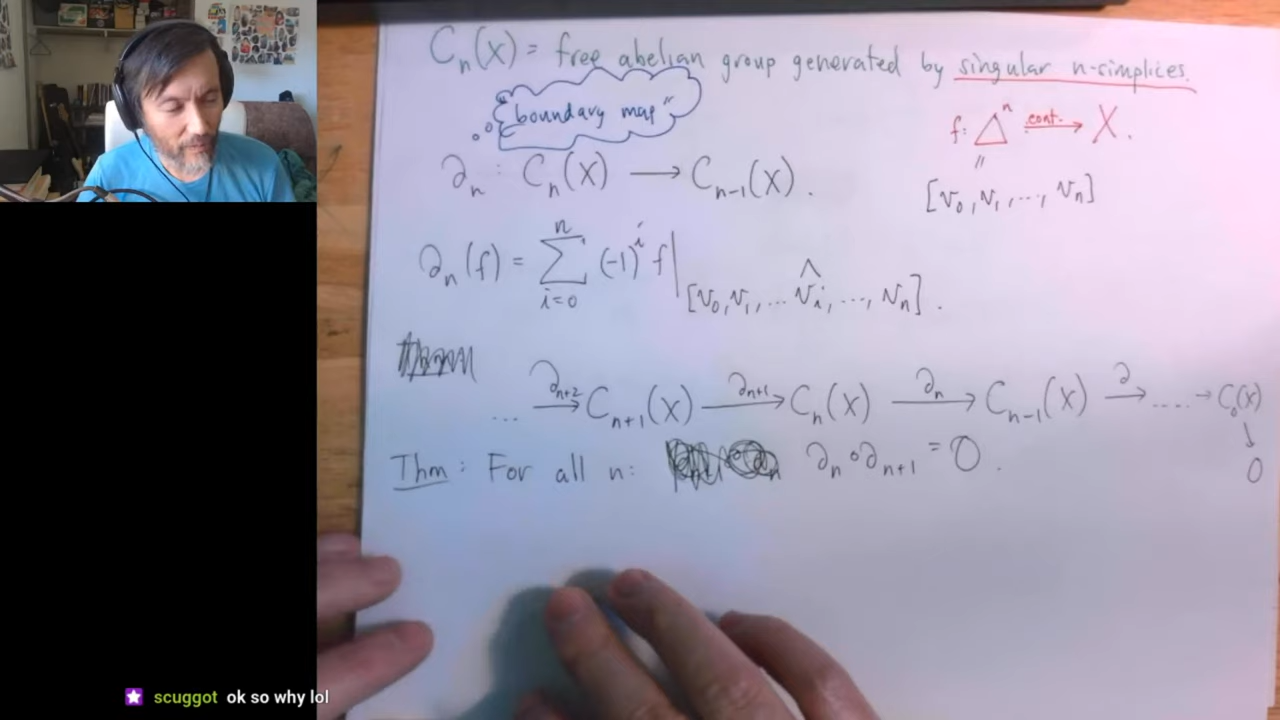 Cₙ(X) = free abelian group generated by singular n-simplices.
"boundary map"
f: Δⁿ cont. → X.
∂ₙ : Cₙ(X) → Cₙ₋₁(X).
" [v₀, v₁, ..., vₙ]
∂ₙ(f) = Σ_{i=0}^{n} (-1)^i f|_{[v₀, v₁, ... v̂ᵢ, ..., vₙ]}.
... →^{∂ₙ₊₂} Cₙ₊₁(X) →^{∂ₙ₊₁} Cₙ(X) →^{∂ₙ} Cₙ₋₁(X) →^{∂} ..... → C₀(X)
↓
Thm: For all n: ∂ₙ∘∂ₙ₊₁ = 0.
0
scuggot ok so why lol